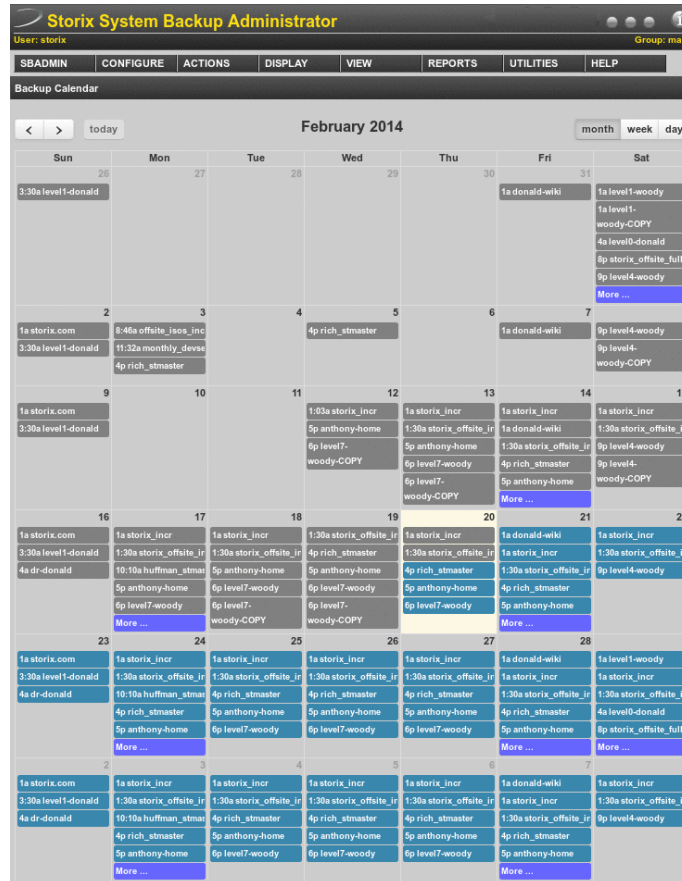 Storix System Backup Administrator
User: storix Group: ma
SBADMIN CONFIGURE ACTIONS DISPLAY VIEW REPORTS UTILITIES HELP
Backup Calendar
< > today February 2014 month week day
Sun Mon Tue Wed Thu Fri Sat
26 27 28 29 30 31
3:30a level1-donald
1a donald-wiki
1a level1-woody
1a level1-
woody-COPY
4a level0-donald
8p storix_offsite_full
9p level4-woody
More ...
2 3 4 5 6 7
1a storix.com
3:30a level1-donald
8:46a offsite_isos_inc
11:32a monthly_devse
4p rich_stmaster
4p rich_stmaster
1a donald-wiki
9p level4-woody
9p level4-
woody-COPY
9 10 11 12 13 14 1
1a storix.com
3:30a level1-donald
1:03a storix_incr
5p anthony-home
6p level7-
woody-COPY
1a storix_incr
1:30a storix_offsite_ir
5p anthony-home
6p level7-woody
6p level7-
woody-COPY
1a storix_incr
1a donald-wiki
1:30a storix_offsite_ir
4p rich_stmaster
5p anthony-home
More ...
1a storix_incr
1:30a storix_offsite_i
9p level4-woody
9p level4-
woody-COPY
16 17 18 19 20 21 2
1a storix.com
3:30a level1-donald
4a dr-donald
1a storix_incr
1:30a storix_offsite_ir
10:10a huffman_stmas
5p anthony-home
6p level7-woody
More ...
1a storix_incr
1:30a storix_offsite_ir
5p anthony-home
6p level7-woody
6p level7-
woody-COPY
1:30a storix_offsite_ir
4p rich_stmaster
5p anthony-home
6p level7-woody
6p level7-
woody-COPY
1a storix_incr
1:30a storix_offsite_ir
4p rich_stmaster
5p anthony-home
6p level7-woody
1a donald-wiki
1a storix_incr
1:30a storix_offsite_ir
4p rich_stmaster
5p anthony-home
More ...
1a storix_incr
1:30a storix_offsite_i
9p level4-woody
23 24 25 26 27 28
1a storix.com
3:30a level1-donald
4a dr-donald
1a storix_incr
1:30a storix_offsite_ir
10:10a huffman_stmas
4p rich_stmaster
5p anthony-home
More ...
1a storix_incr
1:30a storix_offsite_ir
4p rich_stmaster
5p anthony-home
6p level7-woody
1a storix_incr
1:30a storix_offsite_ir
4p rich_stmaster
5p anthony-home
6p level7-woody
1a storix_incr
1:30a storix_offsite_ir
4p rich_stmaster
5p anthony-home
6p level7-woody
1a donald-wiki
1a storix_incr
1:30a storix_offsite_ir
4p rich_stmaster
5p anthony-home
More ...
1a level1-woody
1a storix_incr
1:30a storix_offsite_i
4a level0-donald
8p storix_offsite_full
More ...
2 3 4 5 6 7
1a storix.com
3:30a level1-donald
4a dr-donald
1a storix_incr
1:30a storix_offsite_ir
10:10a huffman_stmas
4p rich_stmaster
5p anthony-home
More ...
1a storix_incr
1:30a storix_offsite_ir
4p rich_stmaster
5p anthony-home
6p level7-woody
1a storix_incr
1:30a storix_offsite_ir
4p rich_stmaster
5p anthony-home
6p level7-woody
1a storix_incr
1:30a storix_offsite_ir
4p rich_stmaster
5p anthony-home
6p level7-woody
1a donald-wiki
1a storix_incr
1:30a storix_offsite_ir
4p rich_stmaster
5p anthony-home
More ...
1a storix_incr
1:30a storix_offsite_i
9p level4-woody